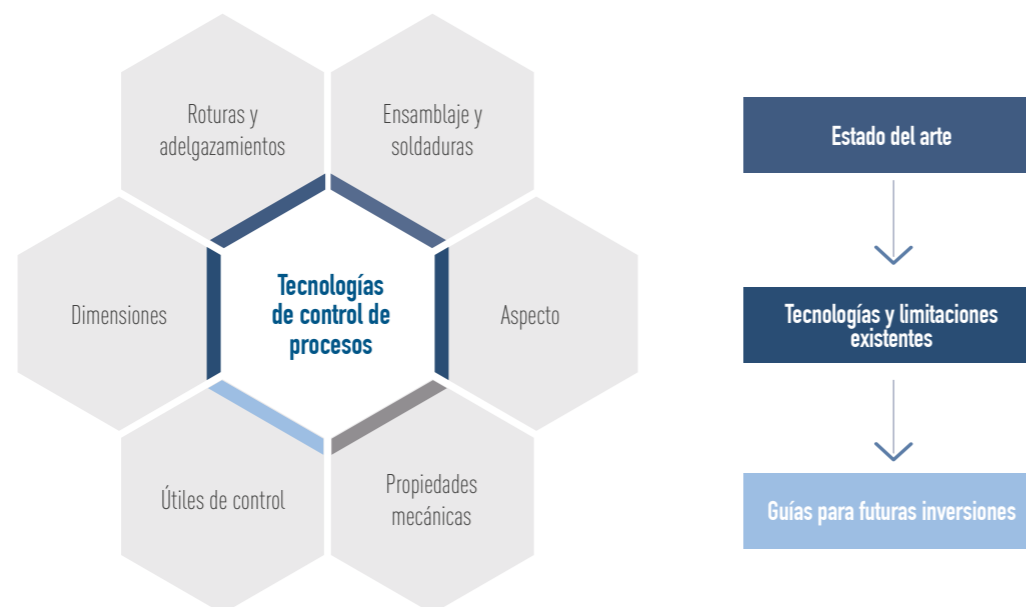 Roturas y
adelgazamientos
Ensamblaje y
soldaduras
Dimensiones
Tecnologías
de control de
procesos
Aspecto
Útiles de control
Propiedades
mecánicas
Estado del arte
Tecnologías y limitaciones
existentes
Guías para futuras inversiones